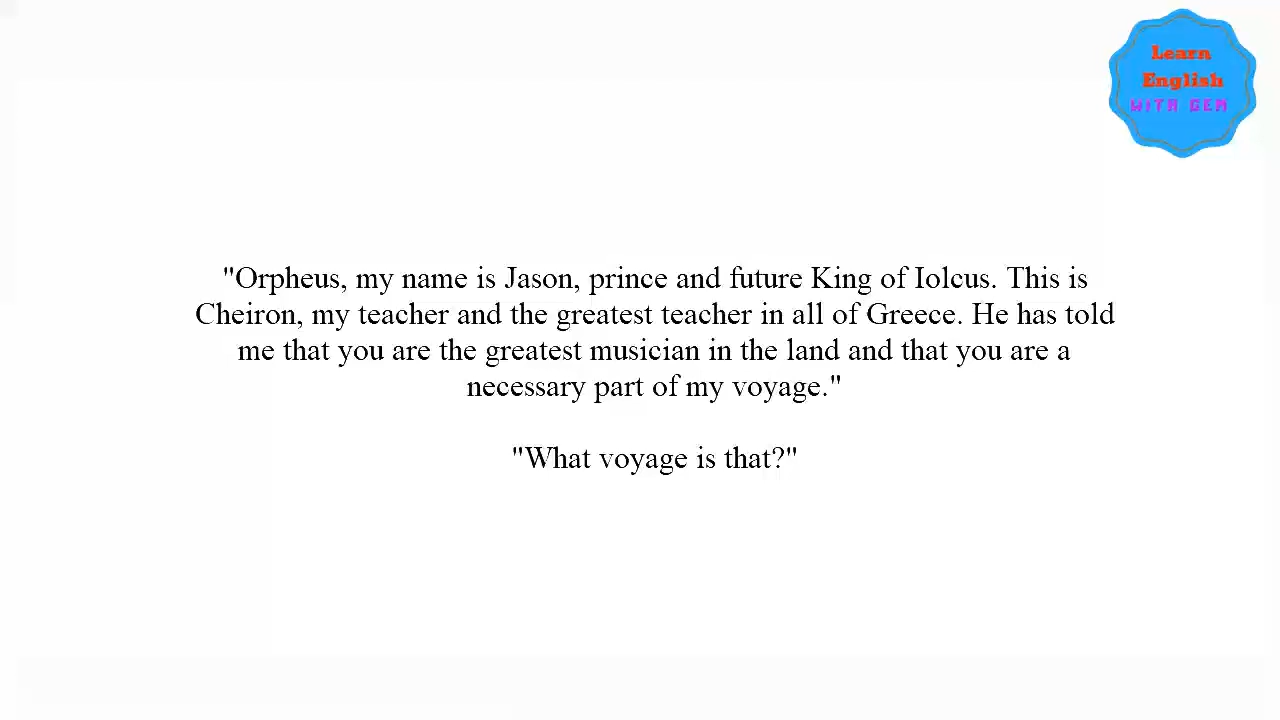 Learn
English
WITH GEM
"Orpheus, my name is Jason, prince and future King of Iolcus. This is
Cheiron, my teacher and the greatest teacher in all of Greece. He has told
me that you are the greatest musician in the land and that you are a
necessary part of my voyage."
"What voyage is that?"